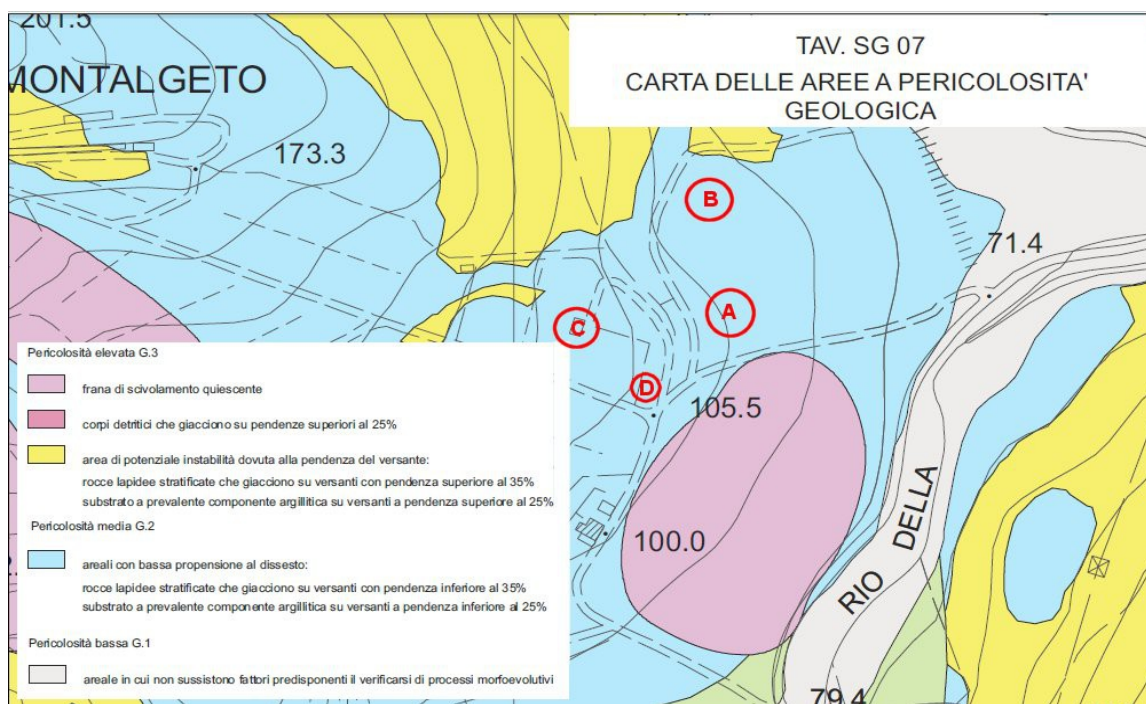 201.5
TAV. SG 07
CARTA DELLE AREE A PERICOLOSITA'
GEOLOGICA
MONTALGETO
173.3
B
71.4
A
C
D
105.5
100.0
RIO DELLA
79.4
Pericolosità elevata G.3
frana di scivolamento quiescente
corpi detritici che giacciono su pendenze superiori al 25%
area di potenziale instabilità dovuta alla pendenza del versante:
rocce lapidee stratificate che giacciono su versanti con pendenza superiore al 35%
substrato a prevalente componente argillitica su versanti a pendenza superiore al 25%
Pericolosità media G.2
areali con bassa propensione al dissesto:
rocce lapidee stratificate che giacciono su versanti con pendenza inferiore al 35%
substrato a prevalente componente argillitica su versanti a pendenza inferiore al 25%
Pericolosità bassa G.1
areale in cui non sussistono fattori predisponenti il verificarsi di processi morfoevolutivi